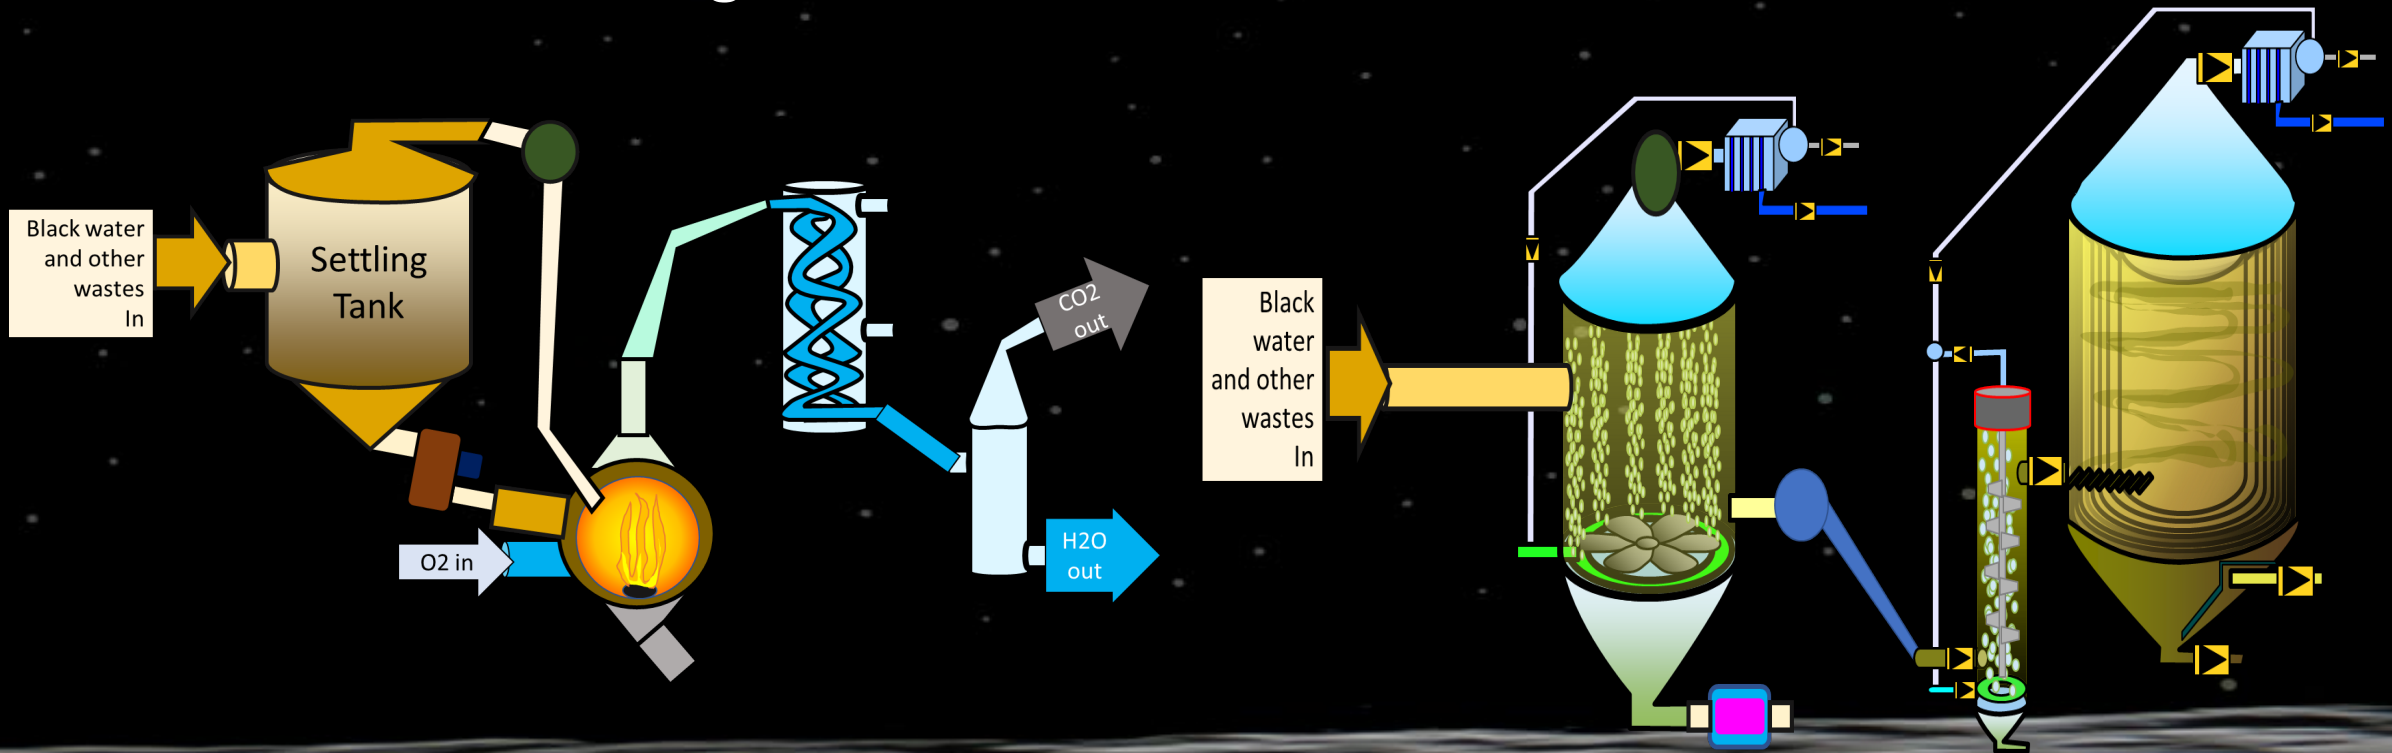 Black water
and other
wastes
In
Settling
Tank
O2 in
CO2
out
H2O
out
Black
water
and other
wastes
In